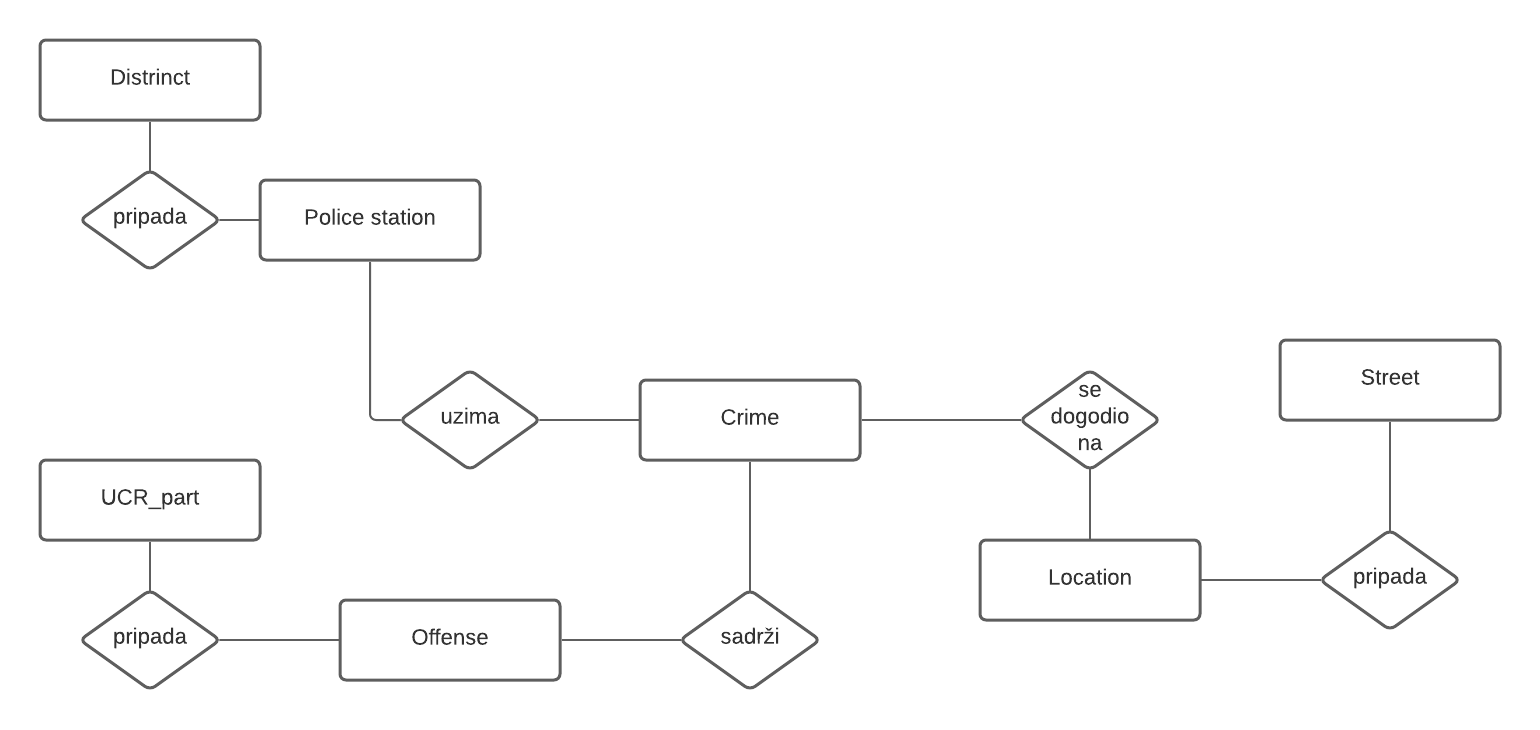 Distrinct
pripada
Police station
uzima
Crime
se
dogodio
na
Street
UCR_part
Location
pripada
pripada
Offense
sadrži